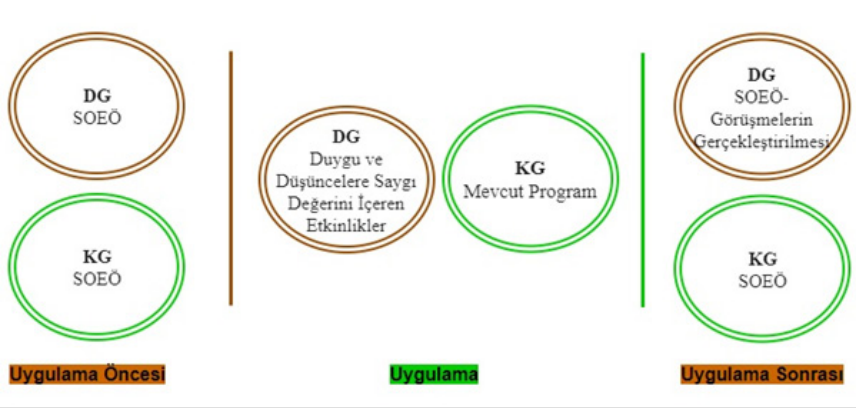 DG
SOEÖ
KG
SOEÖ
DG
Duygu ve
Düşüncelere Saygı
Değerini İçeren
Etkinlikler
KG
Mevcut Program
DG
SOEÖ-
Görüşmelerin
Gerçekleştirilmesi
KG
SOEÖ
Uygulama Öncesi
Uygulama
Uygulama Sonrası